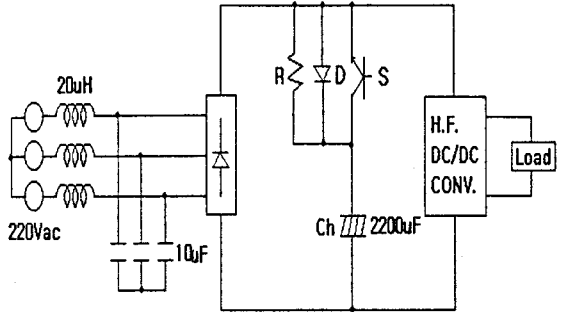 20uH
220Vac
10uF
R
D
S
Ch
2200uF
H.F.
DC/DC
CONV.
Load